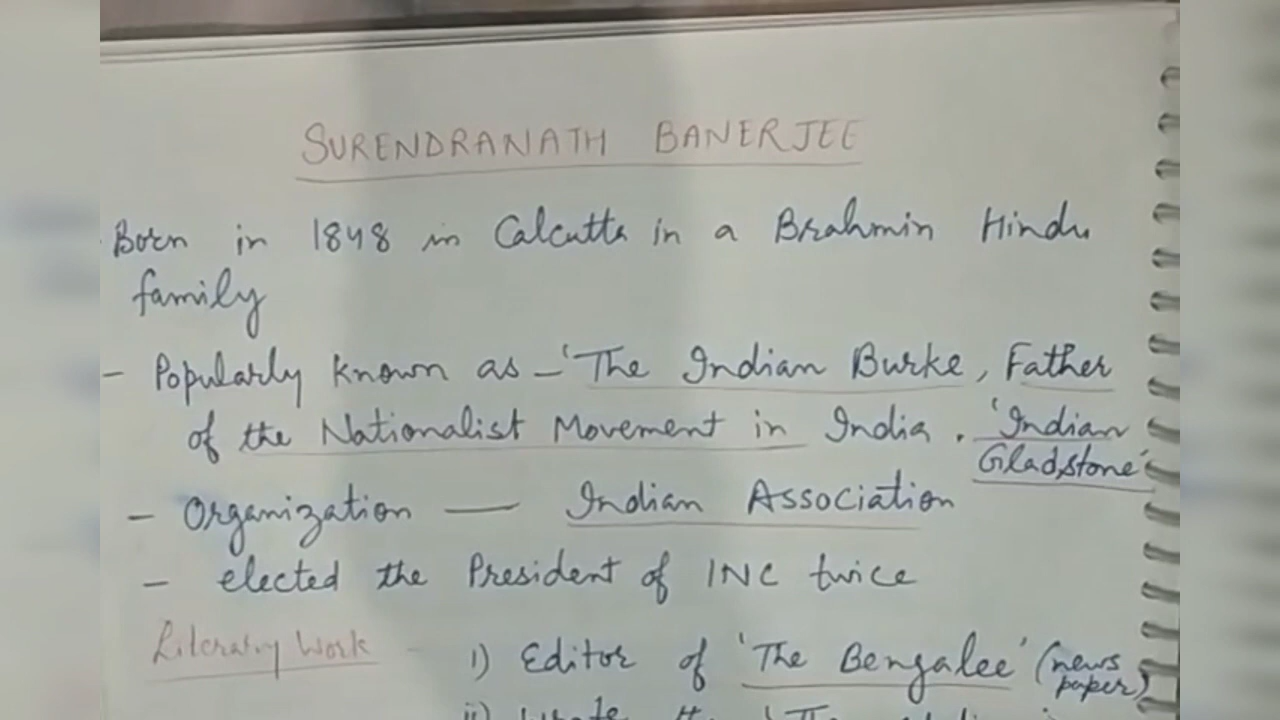 SURENDRANATH BANERJEE
Born in 1848 in Calcutta in a Brahmin Hindu
family
- Popularly known as - 'The Indian Burke, Father
of the Nationalist Movement in India. 'Indian
Gladstone'
- Organization — Indian Association
- elected the President of INC twice
Literary Work - i) Editor of 'The Bengalee' (news
paper)
ii)